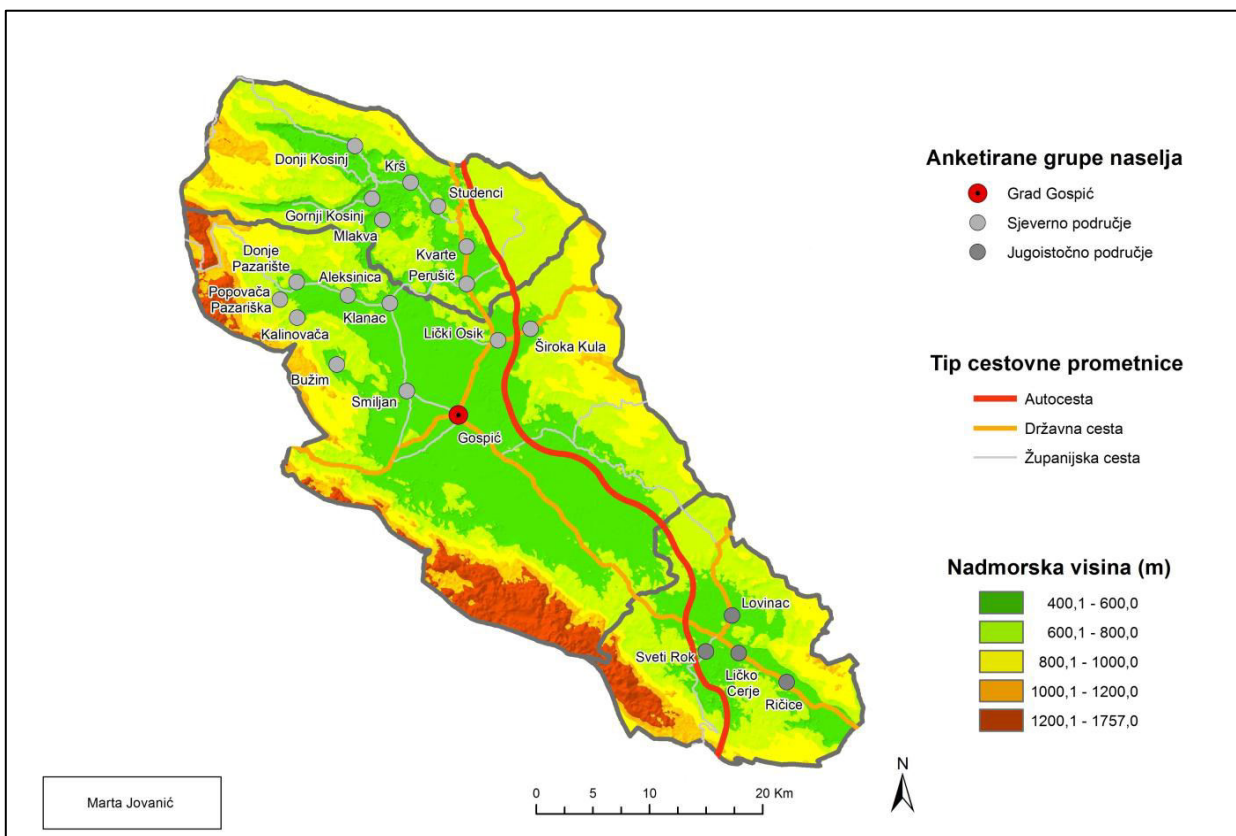 Donji Kosinj
Krš
Studenci
Gornji Kosinj
Mlakva
Kvarte
Perušić
Donje
Pazarište
Aleksinica
Popovača
Pazariška
Klanac
Kalinovača
Lički Osik
Široka Kula
Bužim
Smiljan
Gospić
Lovinac
Sveti Rok
Ličko
Cerje
Ričice
Anketirane grupe naselja
Grad Gospić
Sjeverno područje
Jugoistočno područje
Tip cestovne prometnice
Autocesta
Državna cesta
Županijska cesta
Nadmorska visina (m)
400,1 - 600,0
600,1 - 800,0
800,1 - 1000,0
1000,1 - 1200,0
1200,1 - 1757,0
Marta Jovanić
0 5 10 20 Km
N